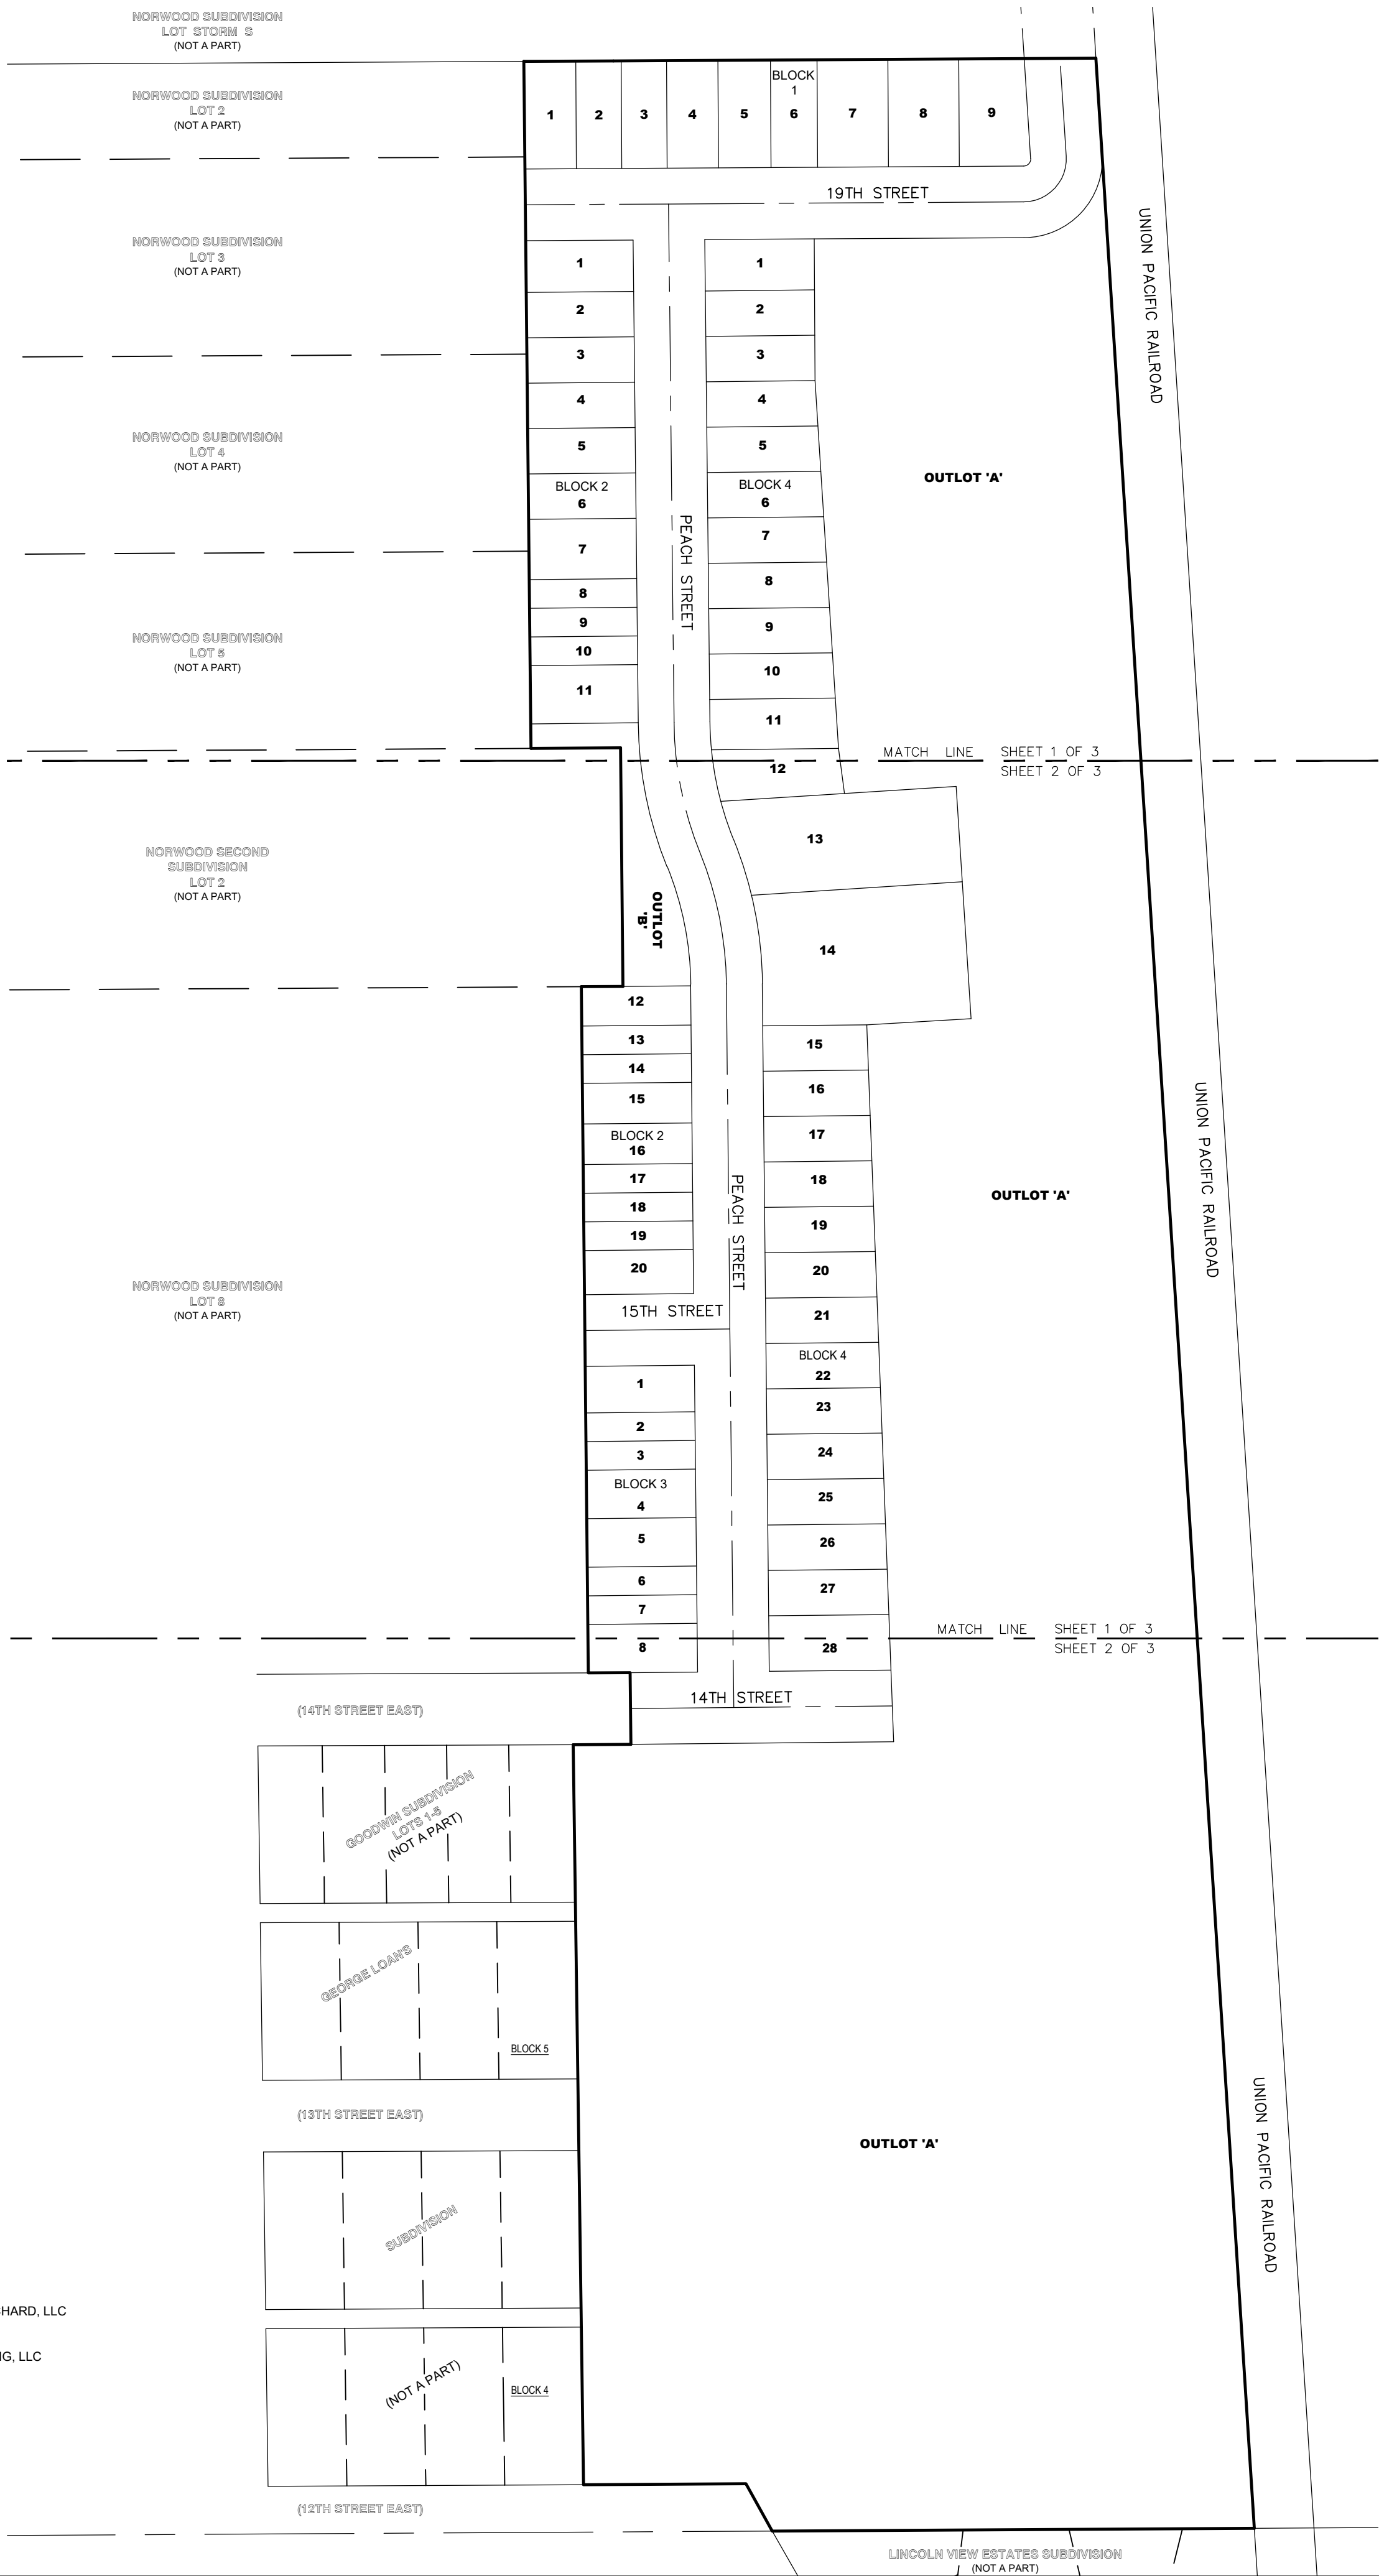 NORWOOD SUBDIVISION
LOT STORM S
(NOT A PART)
NORWOOD SUBDIVISION
LOT 2
(NOT A PART)
BLOCK
1
1 2 3 4 5 6 7 8 9
19TH STREET
NORWOOD SUBDIVISION
LOT 3
(NOT A PART)
UNION PACIFIC RAILROAD
1
2
3
4
5
BLOCK 2
6
7
8
9
10
11
PEACH STREET
1
2
3
4
5
BLOCK 4
6
7
8
9
10
11
12
13
14
OUTLOT 'A'
NORWOOD SUBDIVISION
LOT 4
(NOT A PART)
NORWOOD SUBDIVISION
LOT 5
(NOT A PART)
MATCH LINE SHEET 1 OF 3
SHEET 2 OF 3
NORWOOD SECOND
SUBDIVISION
LOT 2
(NOT A PART)
OUTLOT
'B'
12
13
14
15
BLOCK 2
16
17
18
19
20
15TH STREET
PEACH STREET
15
16
17
18
19
20
21
BLOCK 4
22
23
24
25
26
27
28
OUTLOT 'A'
UNION PACIFIC RAILROAD
NORWOOD SUBDIVISION
LOT 8
(NOT A PART)
1
2
3
BLOCK 3
4
5
6
7
8
MATCH LINE SHEET 1 OF 3
SHEET 2 OF 3
14TH STREET
(14TH STREET EAST)
GOODWIN SUBDIVISION
LOTS 1-5
(NOT A PART)
GEORGE LOAN'S
BLOCK 5
(13TH STREET EAST)
OUTLOT 'A'
UNION PACIFIC RAILROAD
SUBDIVISION
(NOT A PART)
BLOCK 4
CHARD, LLC
NG, LLC
(12TH STREET EAST)
LINCOLN VIEW ESTATES SUBDIVISION
(NOT A PART)